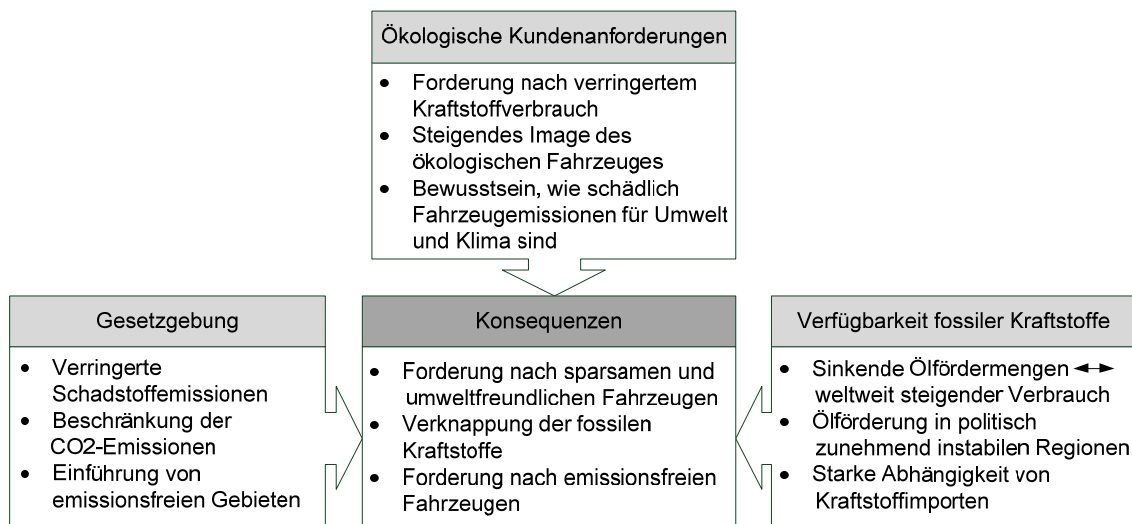 Ökologische Kundenanforderungen
• Forderung nach verringertem
Kraftstoffverbrauch
• Steigendes Image des
ökologischen Fahrzeuges
• Bewusstsein, wie schädlich
Fahrzeugemissionen für Umwelt
und Klima sind
Gesetzgebung
• Verringerte
Schadstoffemissionen
• Beschränkung der
CO2-Emissionen
• Einführung von
emissionsfreien Gebieten
Konsequenzen
• Forderung nach sparsamen und
umweltfreundlichen Fahrzeugen
• Verknappung der fossilen
Kraftstoffe
• Forderung nach emissionsfreien
Fahrzeugen
Verfügbarkeit fossiler Kraftstoffe
• Sinkende Ölfördermengen ◄►
weltweit steigender Verbrauch
• Ölförderung in politisch
zunehmend instabilen Regionen
• Starke Abhängigkeit von
Kraftstoffimporten